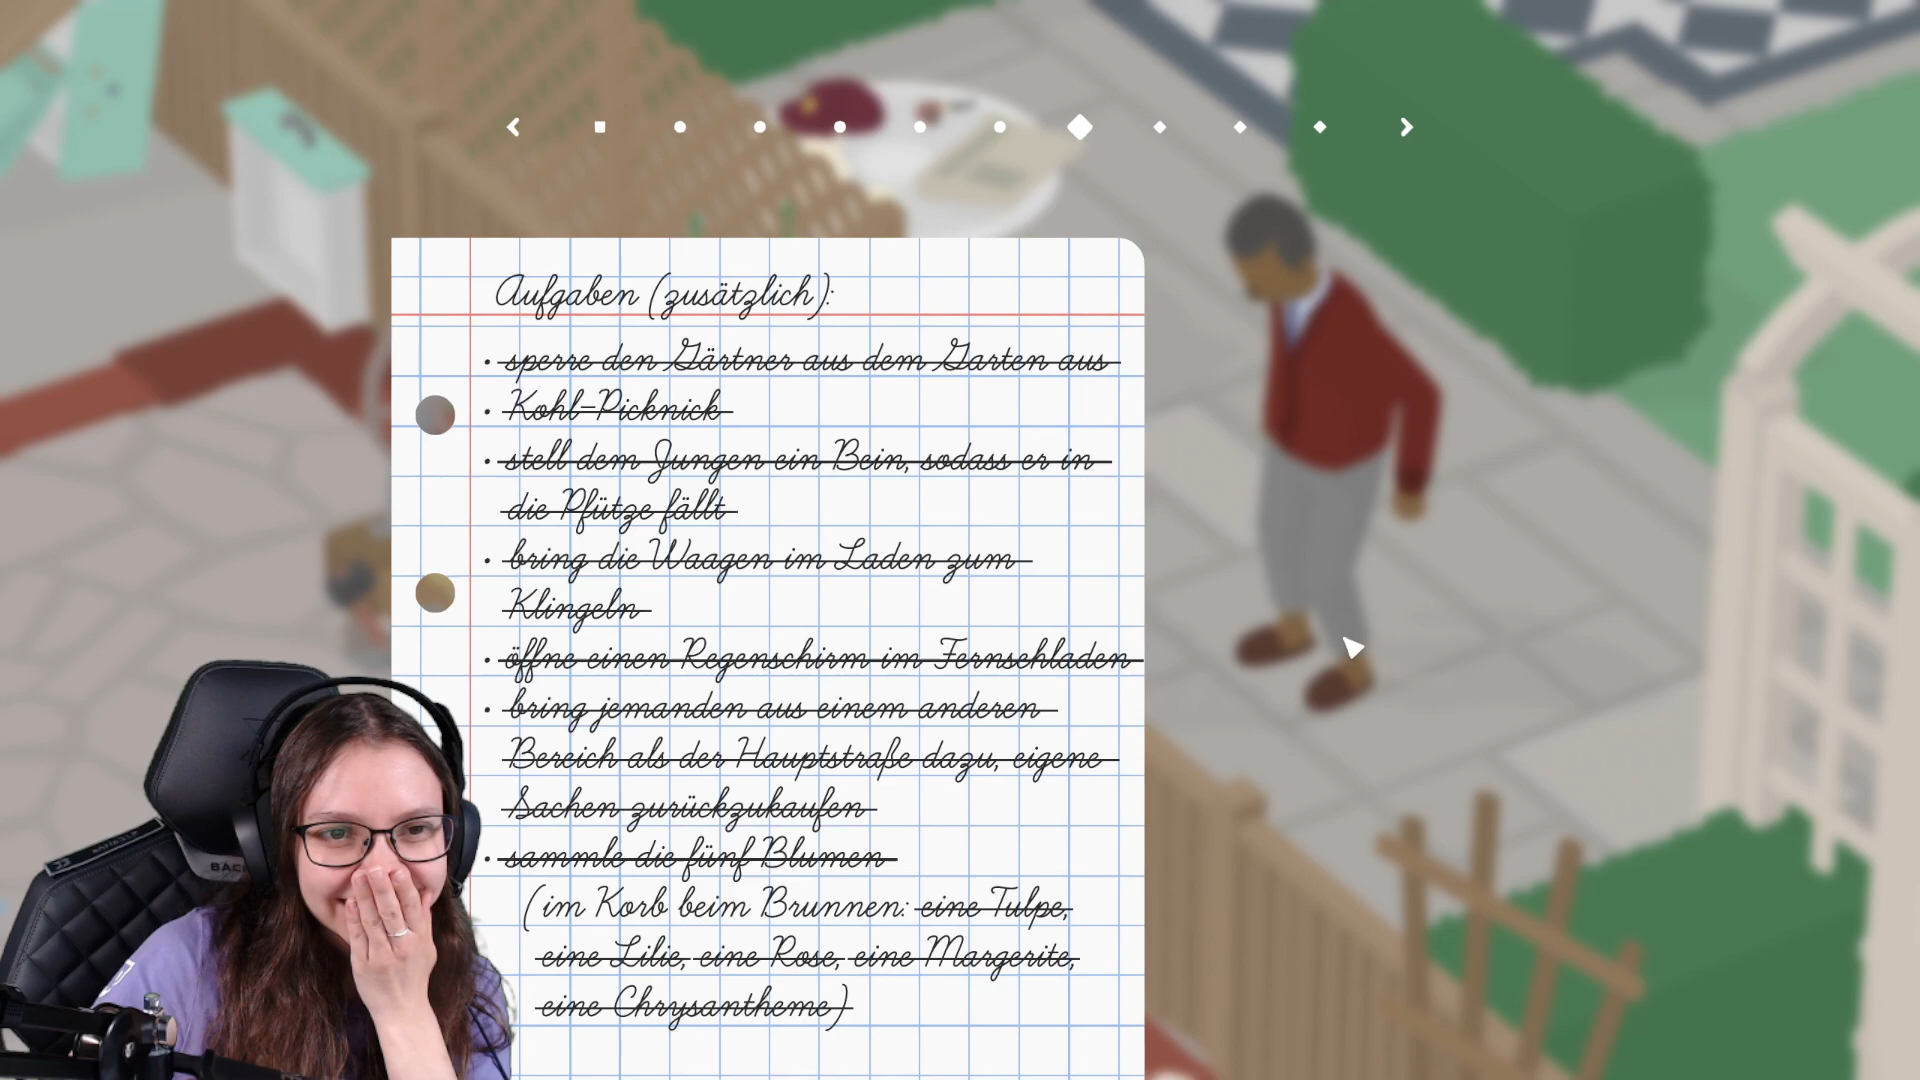 Aufgaben (zusätzlich):
• sperre den Gärtner aus dem Garten aus
• Kohl-Picknick
• stell dem Jungen ein Bein, sodass er in
die Pfütze fällt
• bring die Waagen im Laden zum
Klingeln
• öffne einen Regenschirm im Fernsehladen
• bring jemanden aus einem anderen
Bereich als der Hauptstraße dazu, eigene
Sachen zurückzukaufen
• sammle die fünf Blumen
(im Korb beim Brunnen: eine Tulpe,
eine Lilie, eine Rose, eine Margerite,
eine Chrysantheme)